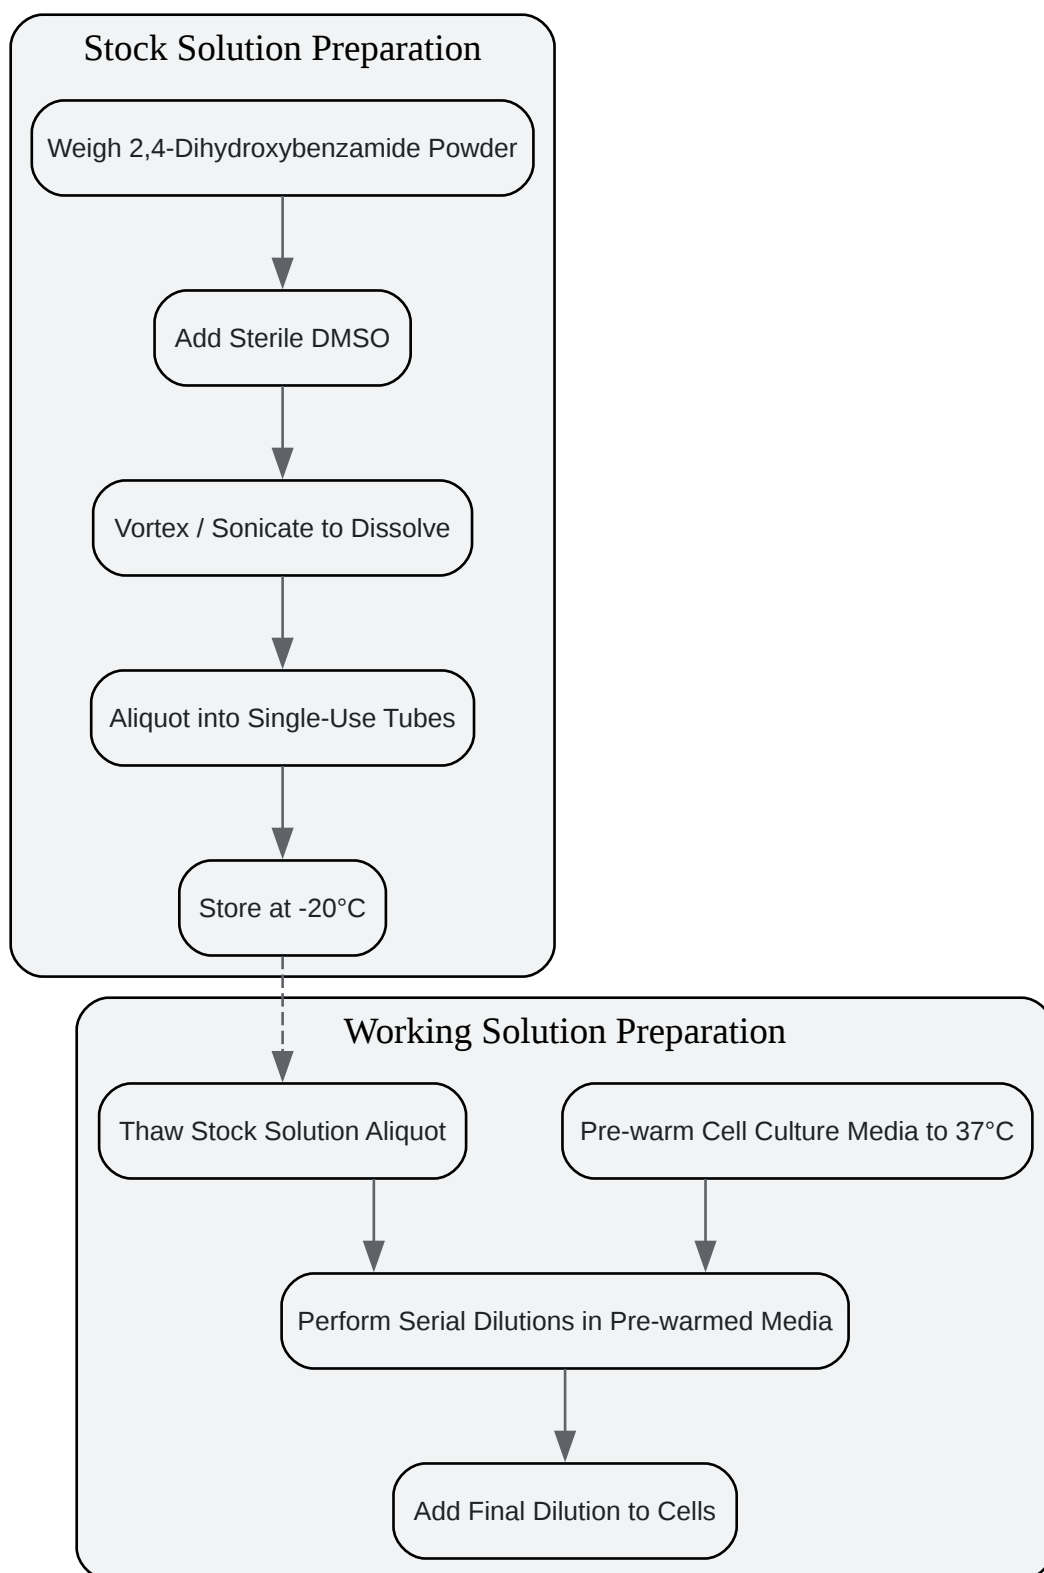 Stock Solution Preparation
Weigh 2,4-Dihydroxybenzamide Powder
Add Sterile DMSO
Vortex / Sonicate to Dissolve
Aliquot into Single-Use Tubes
Store at -20°C
Working Solution Preparation
Thaw Stock Solution Aliquot
Pre-warm Cell Culture Media to 37°C
Perform Serial Dilutions in Pre-warmed Media
Add Final Dilution to Cells